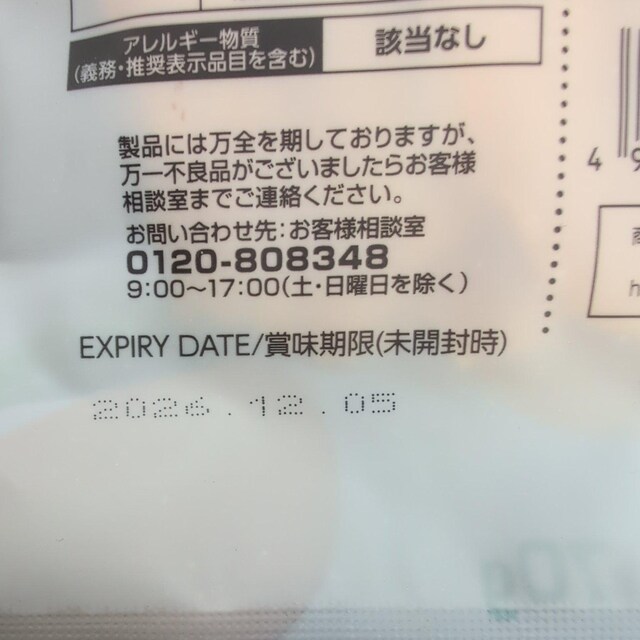 アレルギー物質
(義務・推奨表示品目を含む)
該当なし
製品には万全を期しておりますが、
万一不良品がございましたらお客様
相談室までご連絡ください。
お問い合わせ先:お客様相談室
0120-808348
9:00〜17:00(土・日曜日を除く)
EXPIRY DATE/賞味期限(未開封時)
2026.12.05
4 9
商
h
70g